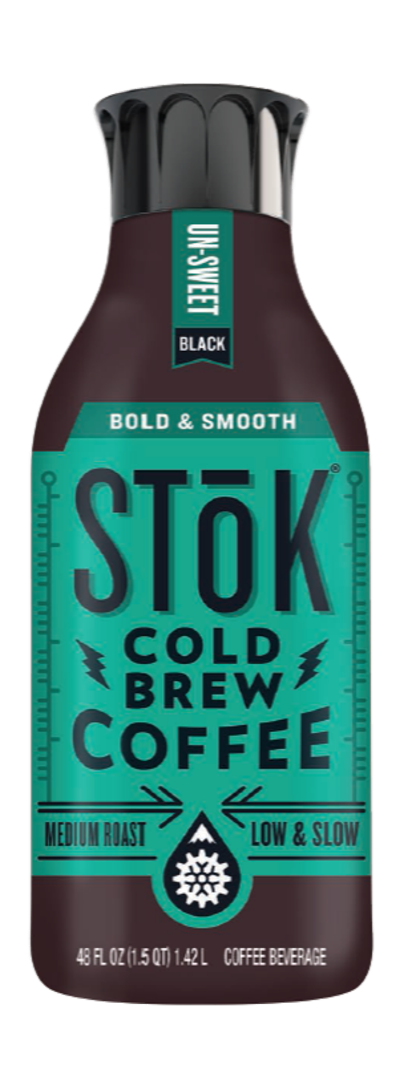 UN-SWEET
BLACK
BOLD & SMOOTH
STōK®
COLD
BREW
COFFEE
MEDIUM ROAST
LOW & SLOW
48 FL OZ (1.5 QT) 1.42 L COFFEE BEVERAGE